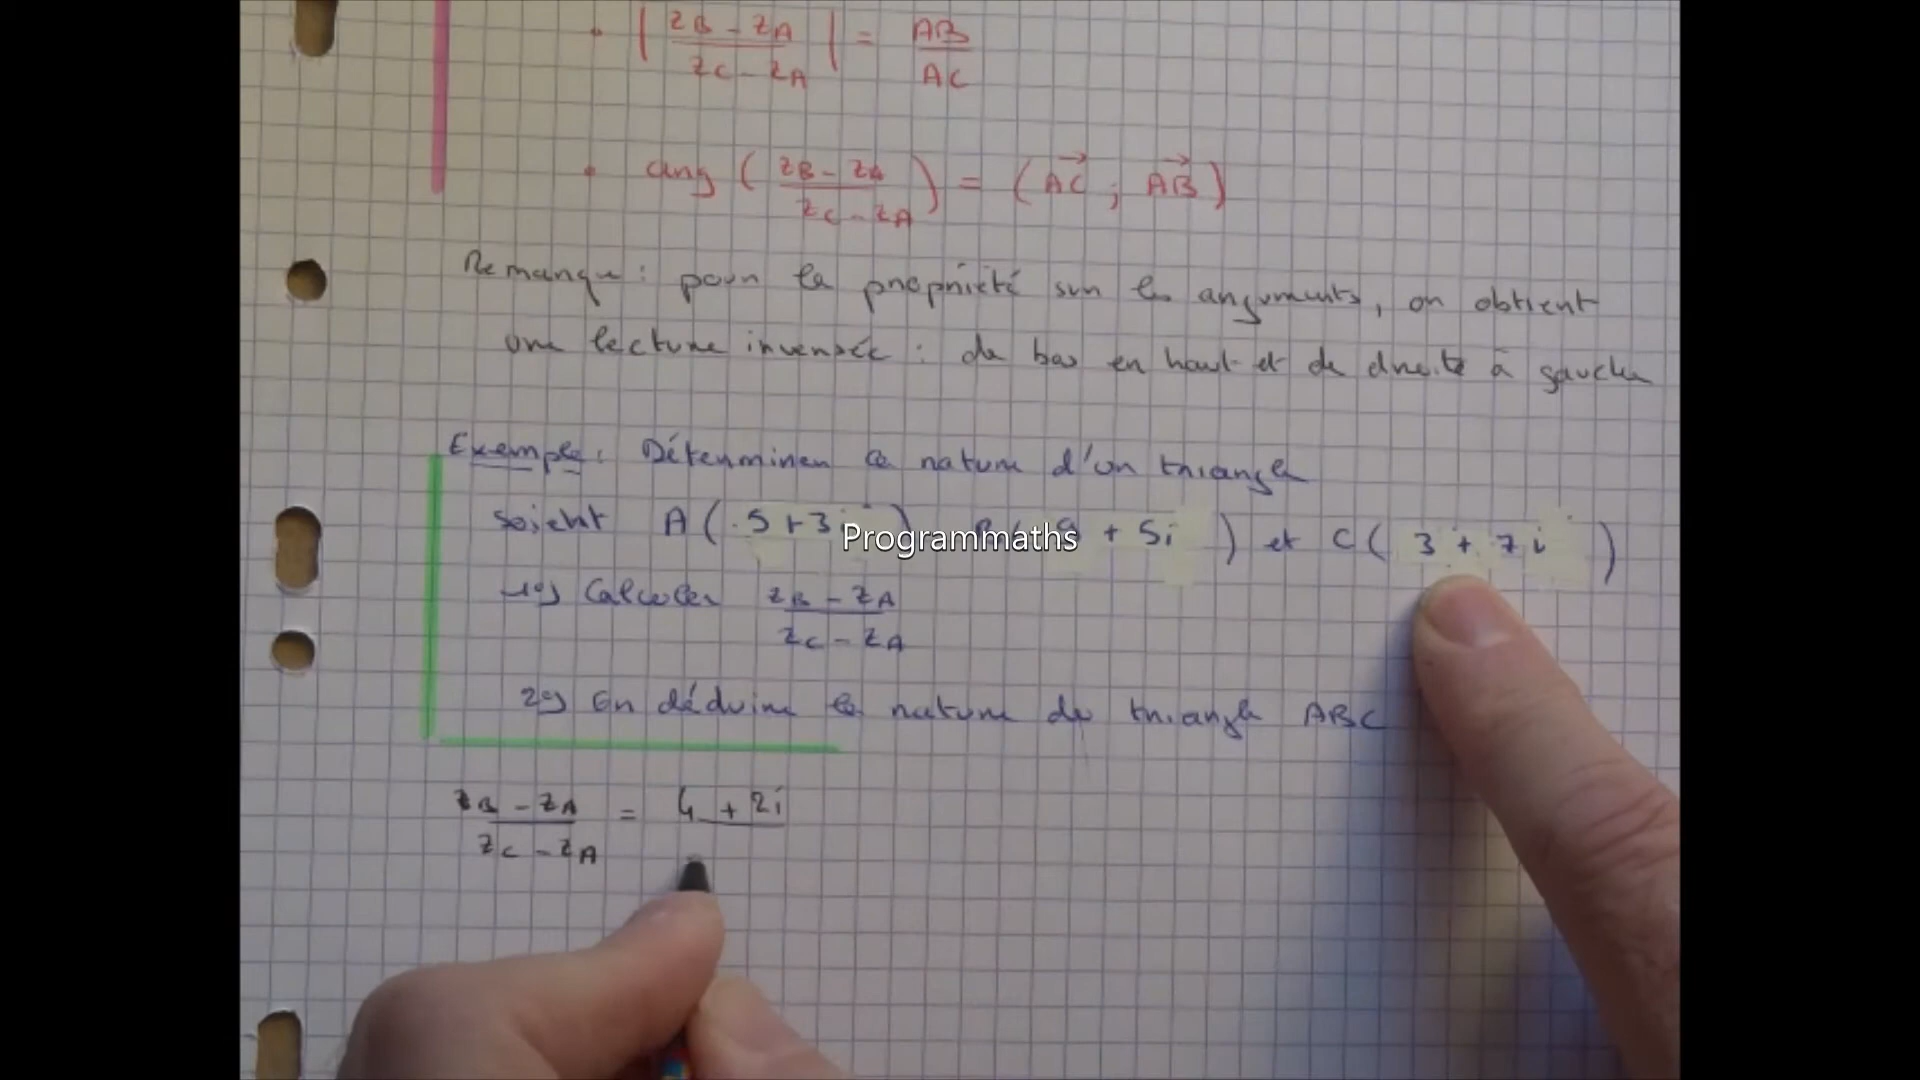 • | zB - zA / zC - zA | = AB / AC
• arg ( zB - zA / zC - zA ) = ( AC ; AB )
Remarque : pour la propriété sur les arguments, on obtient
une lecture inversée : de bas en haut et de droite à gauche
Exemple : Déterminer la nature d'un triangle
soient A ( 5 + 3i ) B ( 9 + 5i ) et C ( 3 + 7i )
Programmaths
1°) Calculer zB - zA / zC - zA
2°) En déduire la nature du triangle ABC
zB - zA / zC - zA = 4 + 2i